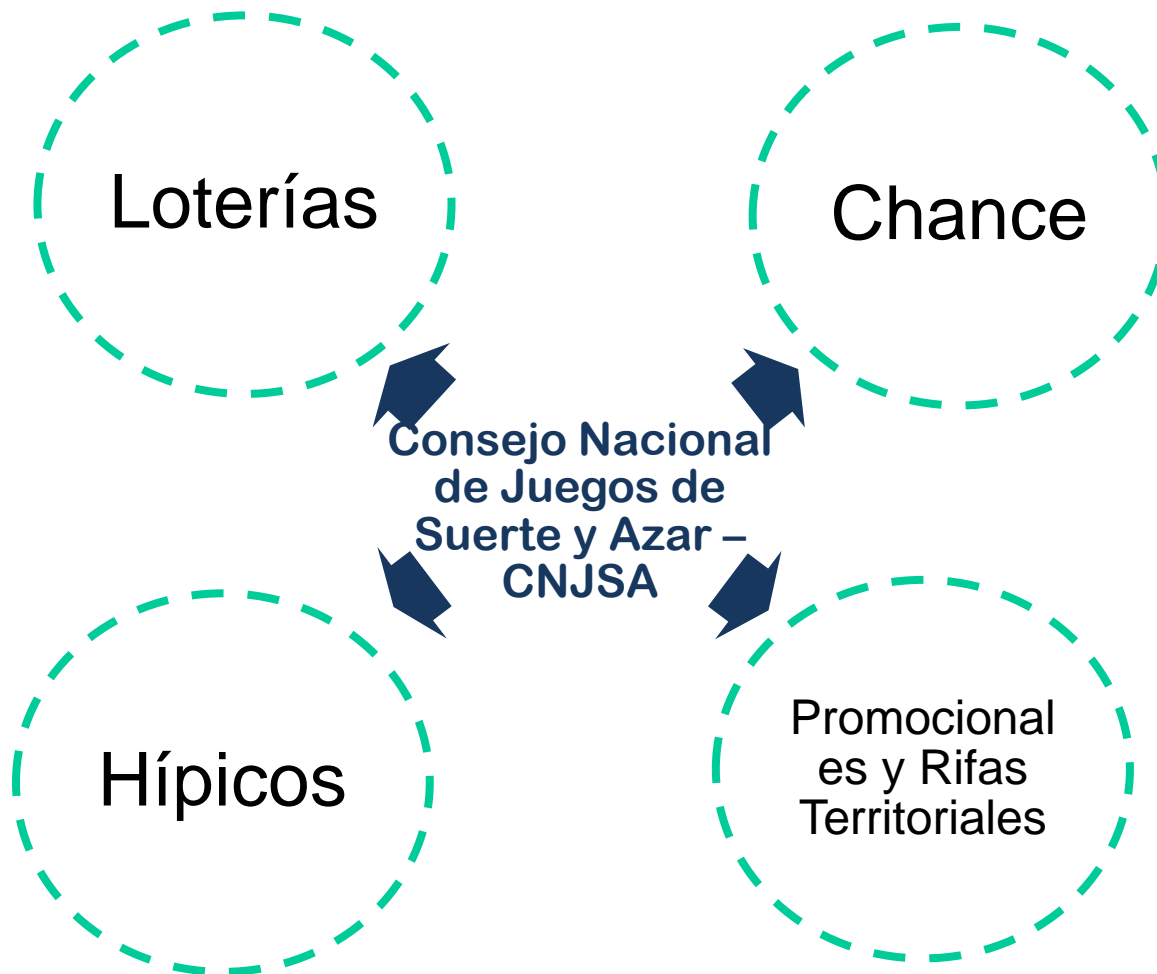 Loterías
Chance
Consejo Nacional
de Juegos de
Suerte y Azar –
CNJSA
Hípicos
Promocional
es y Rifas
Territoriales